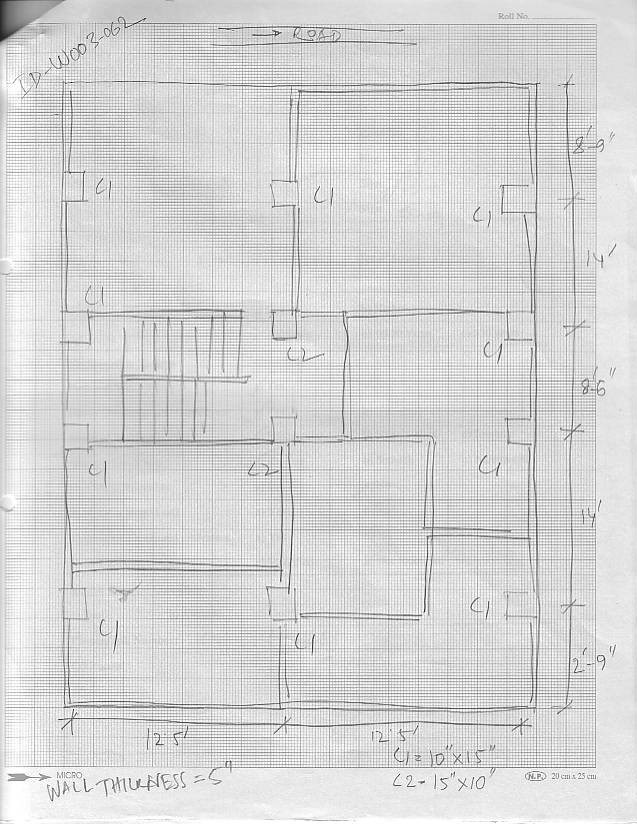 Roll No.
ID-W003-062
→ ROAD
8'-9"
C1
C1
C1
14'
C1
C2
C1
8'-6"
C1
C2
C1
14'
C1
C1
C1
2'-9"
12'5'
12'5'
C1 = 10" X 15"
MICRO
N.P. 20 cm x 25 cm
WALL THICKNESS = 5"
C2 - 15" X 10"